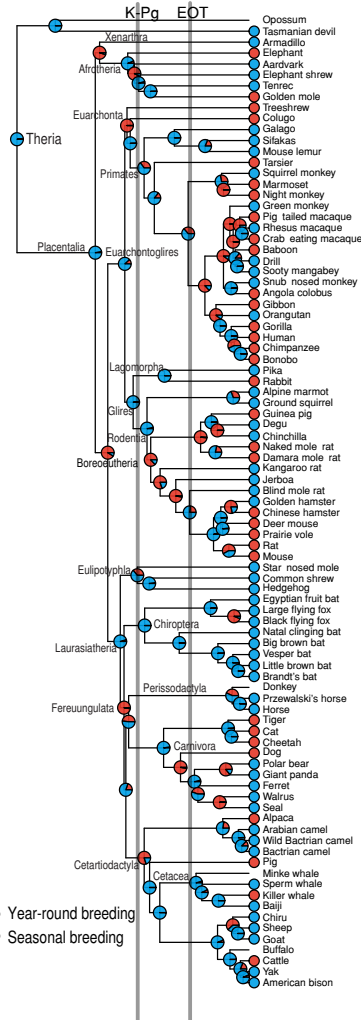 K-Pg EOT
Opossum
Tasmanian devil
Xenarthra
Armadillo
Elephant
Afrotheria
Aardvark
Elephant shrew
Tenrec
Golden mole
Euarchonta
Treeshrew
Colugo
Galago
Theria
Sifakas
Mouse lemur
Primates
Tarsier
Squirrel monkey
Marmoset
Night monkey
Green monkey
Pig tailed macaque
Rhesus macaque
Crab eating macaque
Placentalia
Euarchontoglires
Baboon
Drill
Sooty mangabey
Snub nosed monkey
Angola colobus
Gibbon
Orangutan
Gorilla
Human
Chimpanzee
Bonobo
Lagomorpha
Pika
Rabbit
Alpine marmot
Ground squirrel
Glires
Guinea pig
Degu
Rodentia
Chinchilla
Naked mole rat
Damara mole rat
Boreoeutheria
Kangaroo rat
Jerboa
Blind mole rat
Golden hamster
Chinese hamster
Deer mouse
Prairie vole
Rat
Mouse
Eulipotyphla
Star nosed mole
Common shrew
Hedgehog
Egyptian fruit bat
Large flying fox
Black flying fox
Chiroptera
Natal clinging bat
Laurasiatheria
Big brown bat
Vesper bat
Little brown bat
Brandt's bat
Perissodactyla
Donkey
Przewalski's horse
Horse
Fereuungulata
Tiger
Cat
Carnivora
Cheetah
Dog
Polar bear
Giant panda
Ferret
Walrus
Seal
Alpaca
Arabian camel
Wild Bactrian camel
Bactrian camel
Cetartiodactyla
Pig
Cetacea
Minke whale
Sperm whale
Killer whale
Baiji
Year-round breeding
Chiru
Sheep
Seasonal breeding
Goat
Buffalo
Cattle
Yak
American bison